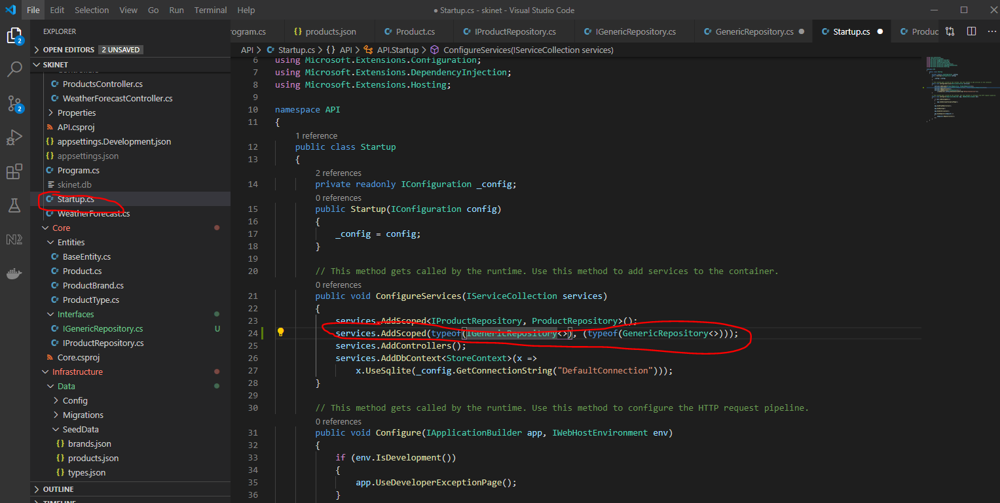 File Edit Selection View Go Run Terminal Help
● Startup.cs - skinet - Visual Studio Code
EXPLORER
OPEN EDITORS 2 UNSAVED
SKINET
ProductsController.cs
WeatherForecastController.cs
Properties
API.csproj
{} appsettings.Development.json
{} appsettings.json
Program.cs
skinet.db
Startup.cs
WeatherForecast.cs
Core
Entities
BaseEntity.cs
Product.cs
ProductBrand.cs
ProductType.cs
Interfaces
IGenericRepository.cs U
IProductRepository.cs
Core.csproj
Infrastructure
Data
Config
Migrations
SeedData
{} brands.json
{} products.json
{} types.json
OUTLINE
TIMELINE
2
2
N2
rogram.cs {} products.json C# Product.cs C# IProductRepository.cs C# IGenericRepository.cs C# GenericRepository.cs ● C# Startup.cs ● C# Produc
API > C# Startup.cs > {} API > API.Startup > ConfigureServices(IServiceCollection services)
6 using Microsoft.Extensions.Configuration;
7 using Microsoft.Extensions.DependencyInjection;
8 using Microsoft.Extensions.Hosting;
9
10 namespace API
11 {
1 reference
12 public class Startup
13 {
2 references
14 private readonly IConfiguration _config;
0 references
15 public Startup(IConfiguration config)
16 {
17 _config = config;
18 }
19
20 // This method gets called by the runtime. Use this method to add services to the container.
0 references
21 public void ConfigureServices(IServiceCollection services)
22 {
23 services.AddScoped<IProductRepository, ProductRepository>();
24 services.AddScoped(typeof(IGenericRepository<>), (typeof(GenericRepository<>)));
25 services.AddControllers();
26 services.AddDbContext<StoreContext>(x =>
27 x.UseSqlite(_config.GetConnectionString("DefaultConnection")));
28 }
29
30 // This method gets called by the runtime. Use this method to configure the HTTP request pipeline.
0 references
31 public void Configure(IApplicationBuilder app, IWebHostEnvironment env)
32 {
33 if (env.IsDevelopment())
34 {
35 app.UseDeveloperExceptionPage();
36 }